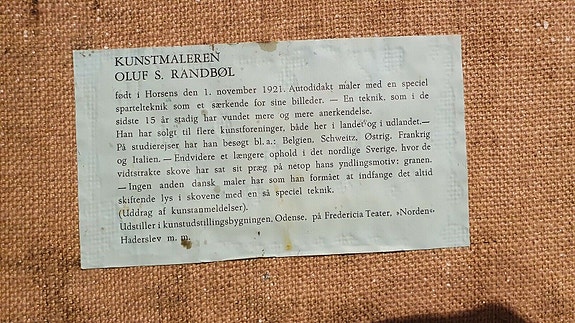 KUNSTMALEREN
OLUF S. RANDBØL
født i Horsens den 1. november 1921. Autodidakt maler med en speciel
spartelteknik som et særkende for sine billeder. — En teknik, som i de
sidste 15 år stadig har vundet mere og mere anerkendelse.
Han har solgt til flere kunstforeninger, både her i landet og i udlandet.—
På studierejser har han besøgt bl. a.: Belgien, Schweitz, Østrig, Frankrig
og Italien. — Endvidere et længere ophold i det nordlige Sverige, hvor de
vidtstrakte skove har sat sit præg på netop hans yndlingsmotiv: granen.
— Ingen anden dansk maler har som han formået at indfange det altid
skiftende lys i skovene med en så speciel teknik.
(Uddrag af kunstanmeldelser).
Udstiller i kunstudstillingsbygningen, Odense, på Fredericia Teater, »Norden«,
Haderslev m. m.